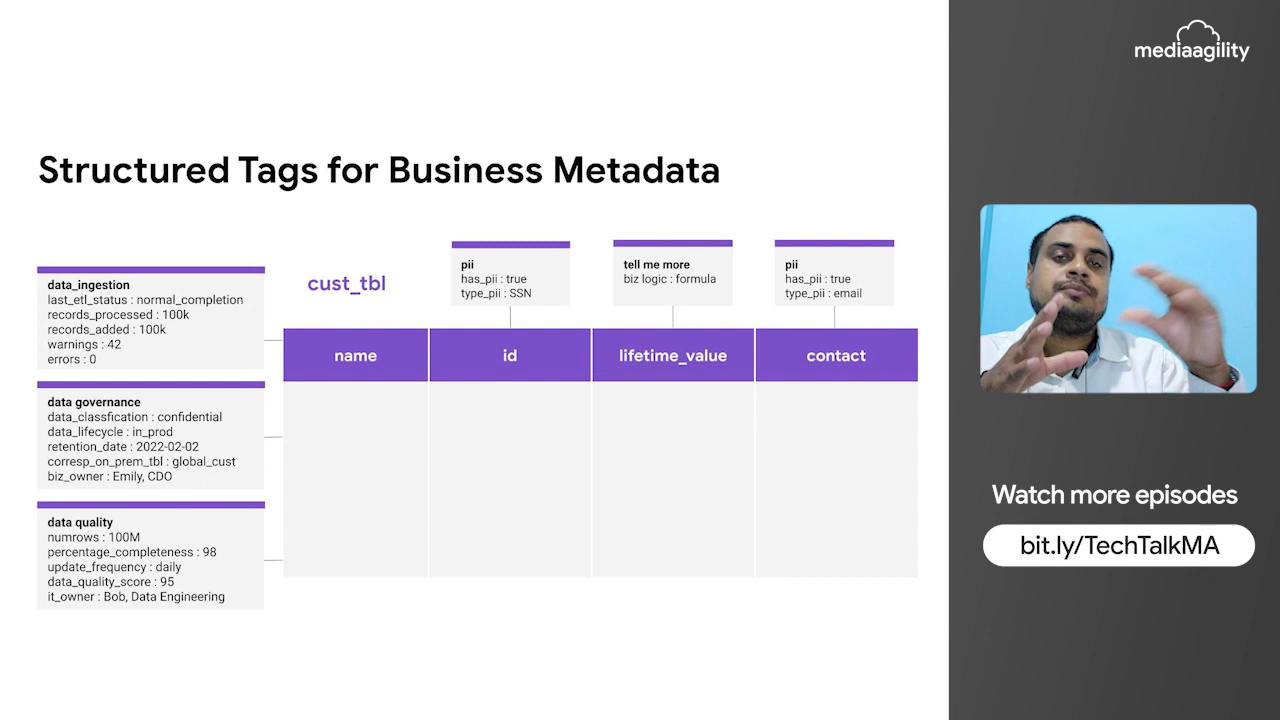 mediaagility
Structured Tags for Business Metadata
data_ingestion
last_etl_status : normal_completion
records_processed : 100k
records_added : 100k
warnings : 42
errors : 0
data governance
data_classfication : confidential
data_lifecycle : in_prod
retention_date : 2022-02-02
corresp_on_prem_tbl : global_cust
biz_owner : Emily, CDO
data quality
numrows : 100M
percentage_completeness : 98
update_frequency : daily
data_quality_score : 95
it_owner : Bob, Data Engineering
cust_tbl
pii
has_pii : true
type_pii : SSN
tell me more
biz logic : formula
pii
has_pii : true
type_pii : email
name
id
lifetime_value
contact
Watch more episodes
bit.ly/TechTalkMA